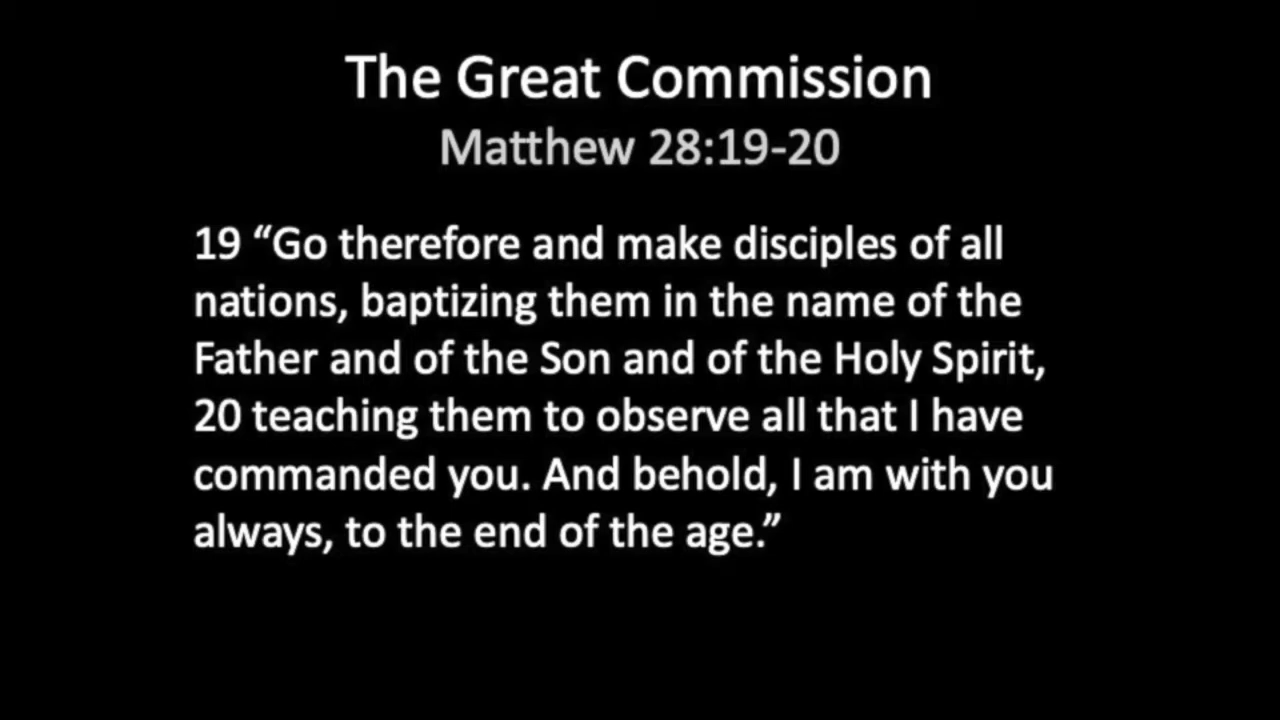 The Great Commission
Matthew 28:19-20
19 “Go therefore and make disciples of all
nations, baptizing them in the name of the
Father and of the Son and of the Holy Spirit,
20 teaching them to observe all that I have
commanded you. And behold, I am with you
always, to the end of the age.”